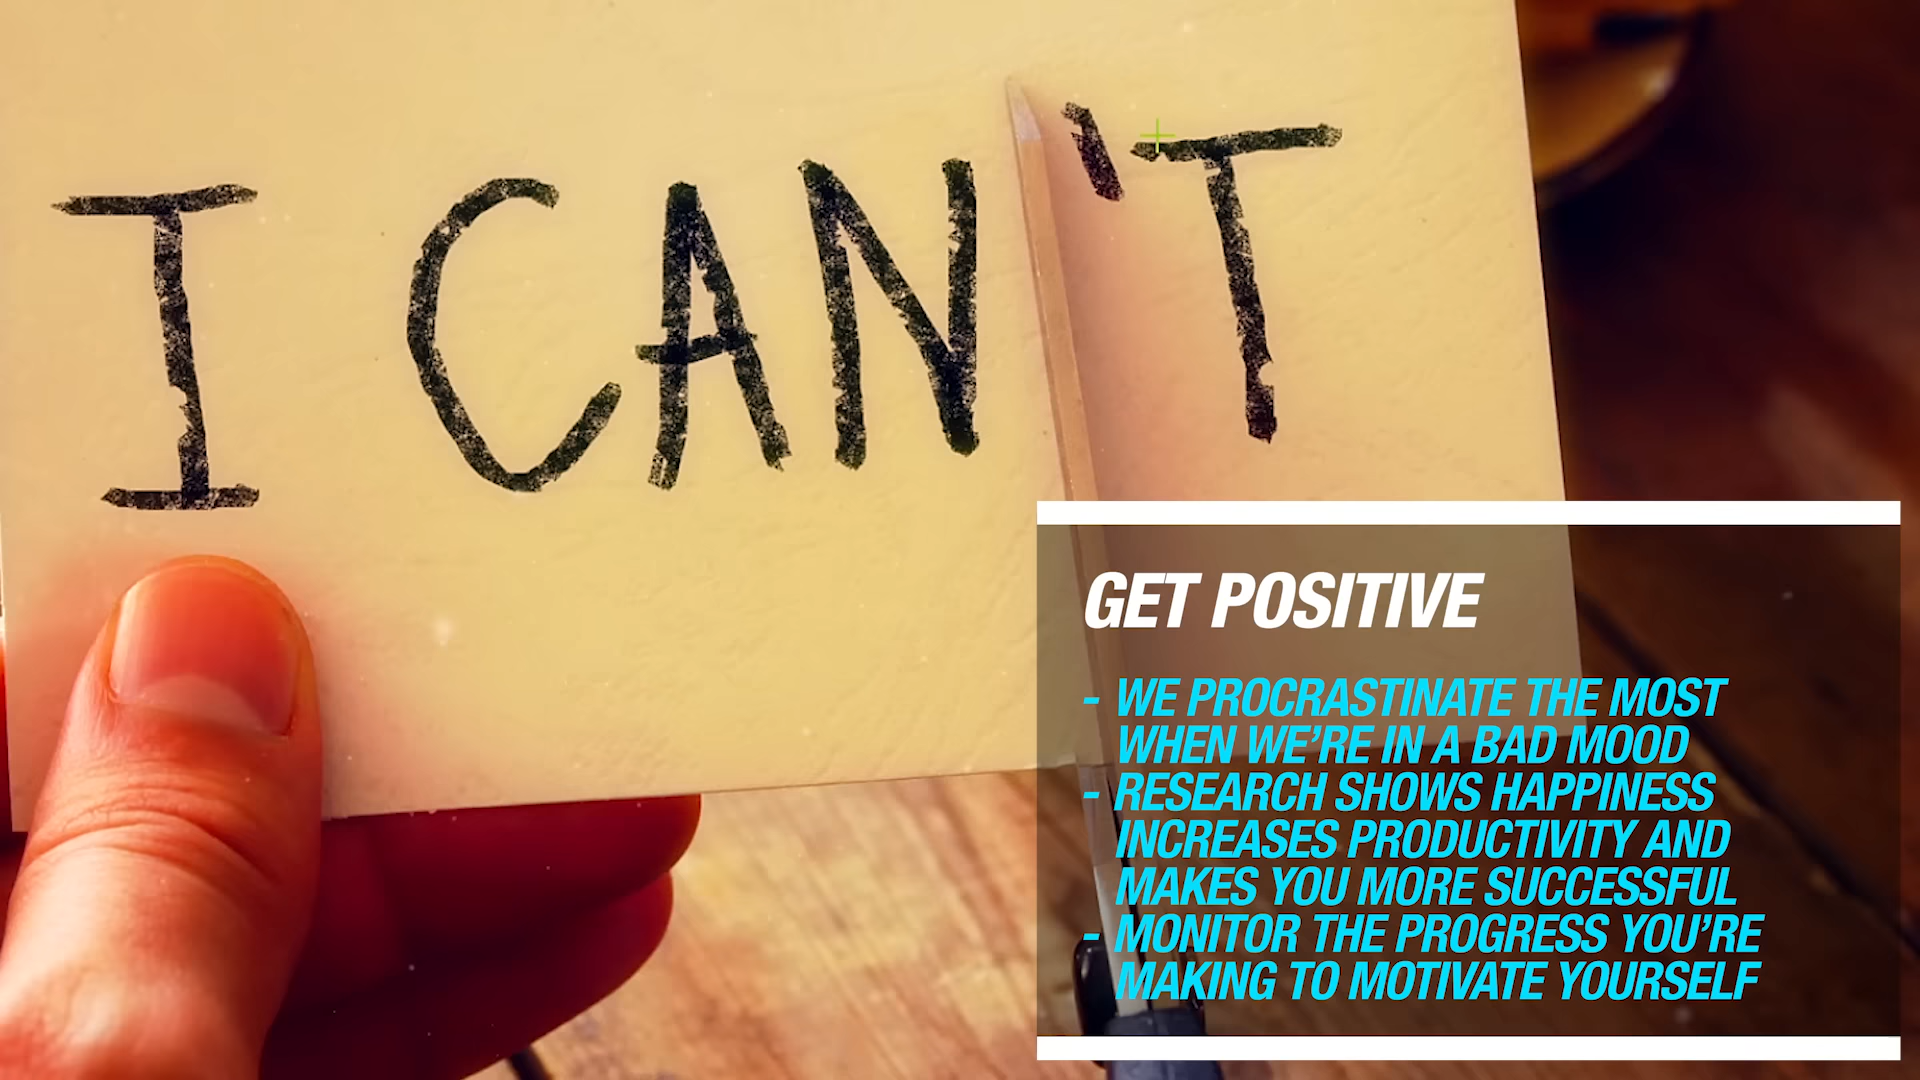 I CAN'T
GET POSITIVE
- WE PROCRASTINATE THE MOST
WHEN WE’RE IN A BAD MOOD
- RESEARCH SHOWS HAPPINESS
INCREASES PRODUCTIVITY AND
MAKES YOU MORE SUCCESSFUL
- MONITOR THE PROGRESS YOU’RE
MAKING TO MOTIVATE YOURSELF